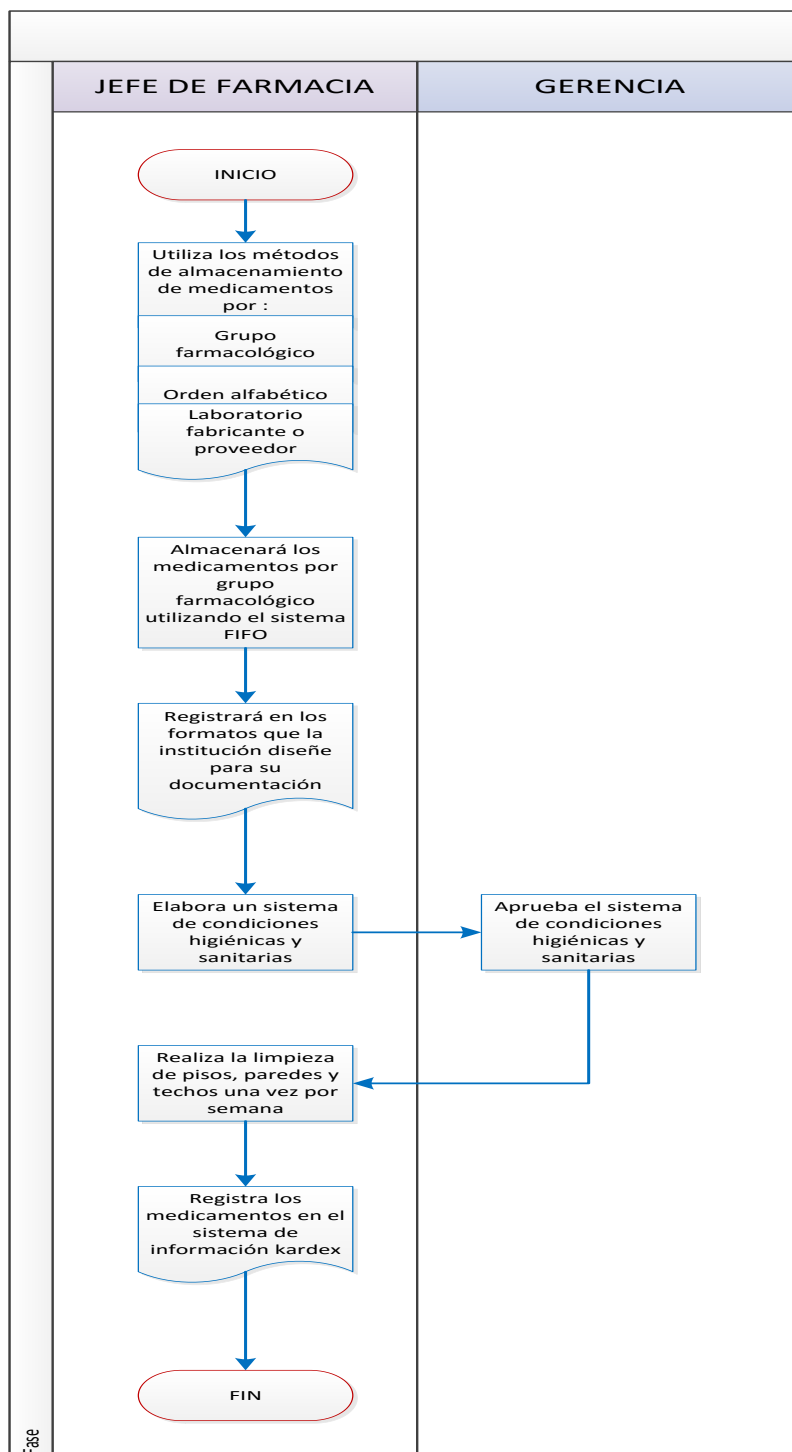 JEFE DE FARMACIA
GERENCIA
INICIO
Utiliza los métodos
de almacenamiento
de medicamentos
por :
Grupo
farmacológico
Orden alfabético
Laboratorio
fabricante o
proveedor
Almacenará los
medicamentos por
grupo
farmacológico
utilizando el sistema
FIFO
Registrará en los
formatos que la
institución diseñe
para su
documentación
Elabora un sistema
de condiciones
higiénicas y
sanitarias
Aprueba el sistema
de condiciones
higiénicas y
sanitarias
Realiza la limpieza
de pisos, paredes y
techos una vez por
semana
Registra los
medicamentos en el
sistema de
información kardex
FIN
Fase